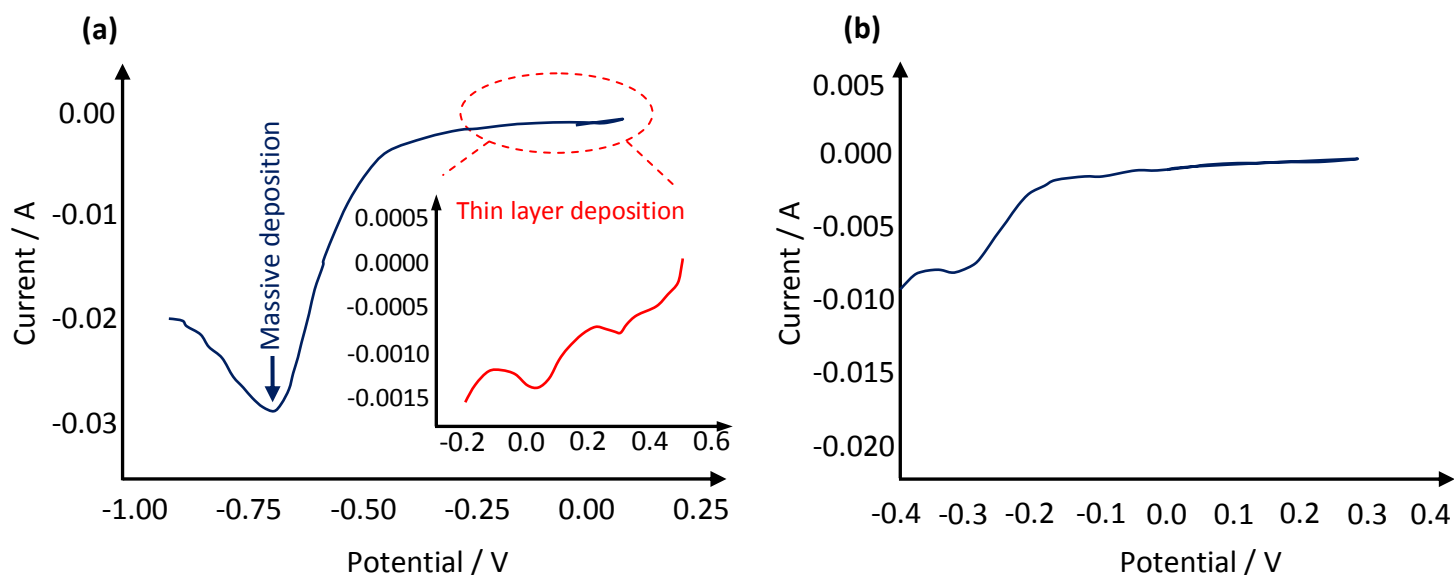 (a)
0.00
-0.01
-0.02
-0.03
Current / A
Massive deposition
Thin layer deposition
0.0005
0.0000
-0.0005
-0.0010
-0.0015
-0.2 0.0 0.2 0.4 0.6
-1.00 -0.75 -0.50 -0.25 0.00 0.25
Potential / V
(b)
0.005
0.000
-0.005
-0.010
-0.015
-0.020
Current / A
-0.4 -0.3 -0.2 -0.1 0.0 0.1 0.2 0.3 0.4
Potential / V